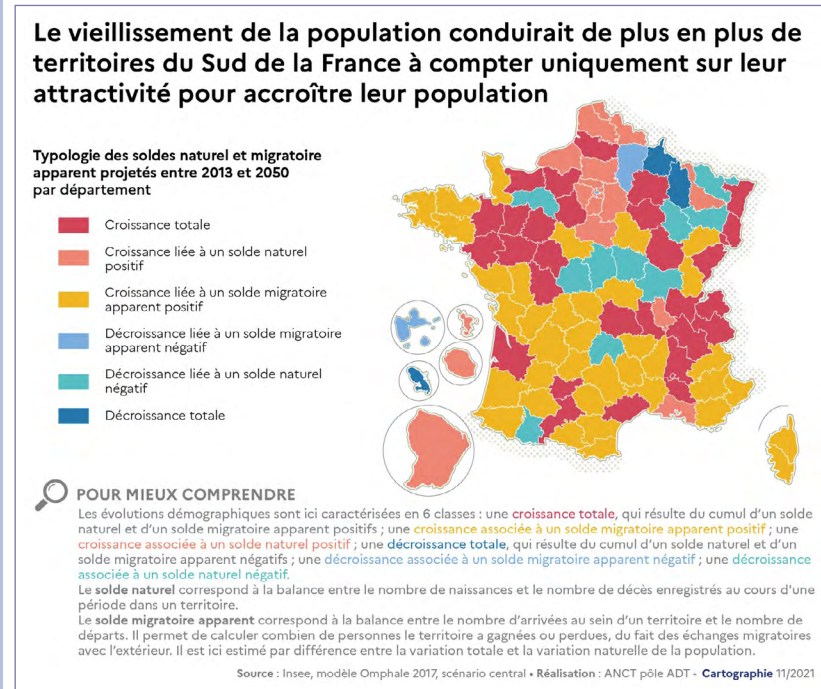 Le vieillissement de la population conduirait de plus en plus de
territoires du Sud de la France à compter uniquement sur leur
attractivité pour accroître leur population
Typologie des soldes naturel et migratoire
apparent projetés entre 2013 et 2050
par département
Croissance totale
Croissance liée à un solde naturel
positif
Croissance liée à un solde migratoire
apparent positif
Décroissance liée à un solde migratoire
apparent négatif
Décroissance liée à un solde naturel
négatif
Décroissance totale
POUR MIEUX COMPRENDRE
Les évolutions démographiques sont ici caractérisées en 6 classes : une croissance totale, qui résulte du cumul d'un solde
naturel et d'un solde migratoire apparent positifs ; une croissance associée à un solde migratoire apparent positif ; une
croissance associée à un solde naturel positif ; une décroissance totale, qui résulte du cumul d'un solde naturel et d'un
solde migratoire apparent négatifs ; une décroissance associée à un solde migratoire apparent négatif ; une décroissance
associée à un solde naturel négatif.
Le solde naturel correspond à la balance entre le nombre de naissances et le nombre de décès enregistrés au cours d'une
période dans un territoire.
Le solde migratoire apparent correspond à la balance entre le nombre d'arrivées au sein d'un territoire et le nombre de
départs. Il permet de calculer combien de personnes le territoire a gagnées ou perdues, du fait des échanges migratoires
avec l'extérieur. Il est ici estimé par différence entre la variation totale et la variation naturelle de la population.
Source : Insee, modèle Omphale 2017, scénario central • Réalisation : ANCT pôle ADT - Cartographie 11/2021